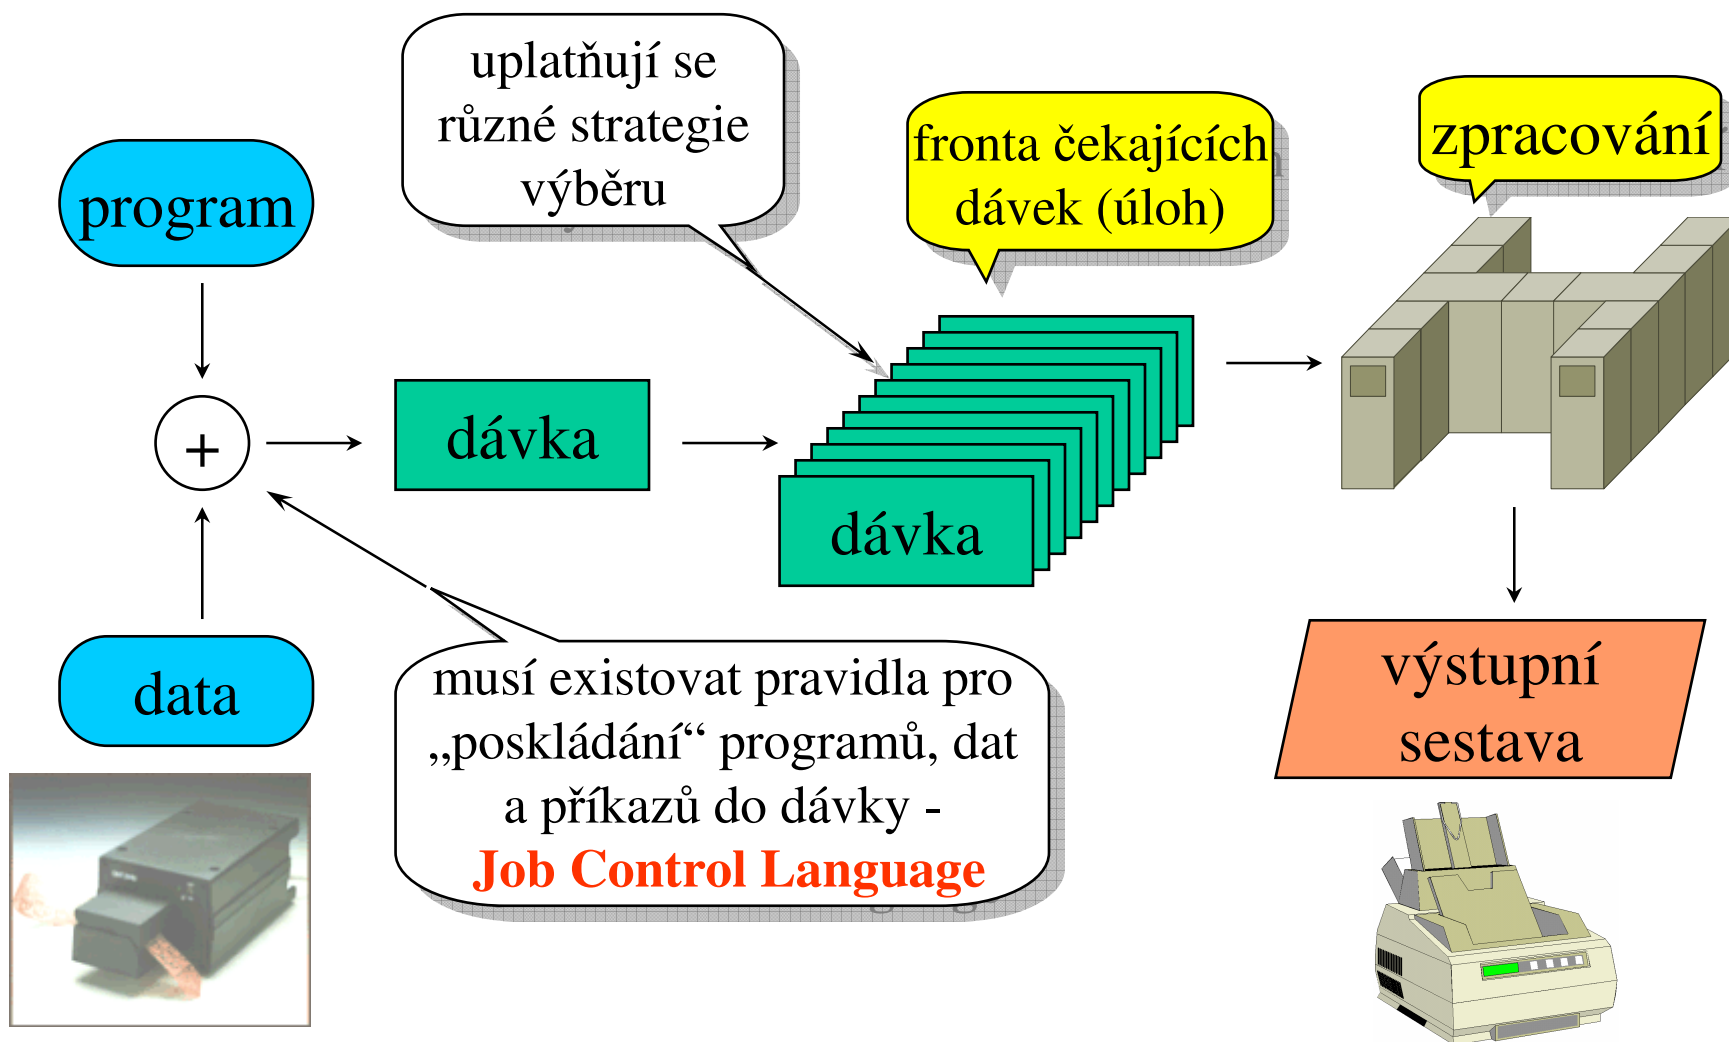 uplatňují se
různé strategie
výběru
fronta čekajících
dávek (úloh)
zpracování
program
+
dávka
dávka
data
musí existovat pravidla pro
„poskládání“ programů, dat
a příkazů do dávky -
Job Control Language
výstupní
sestava